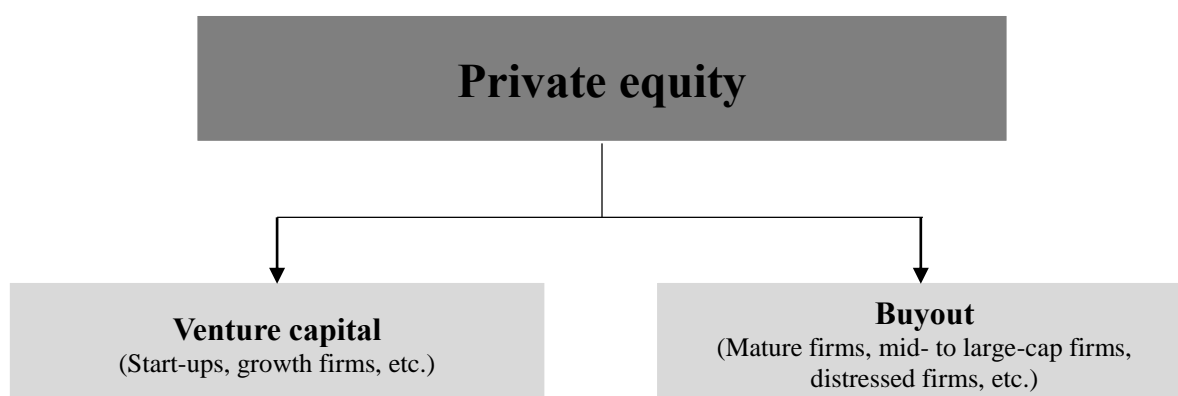 Private equity
Venture capital
(Start-ups, growth firms, etc.)
Buyout
(Mature firms, mid- to large-cap firms,
distressed firms, etc.)